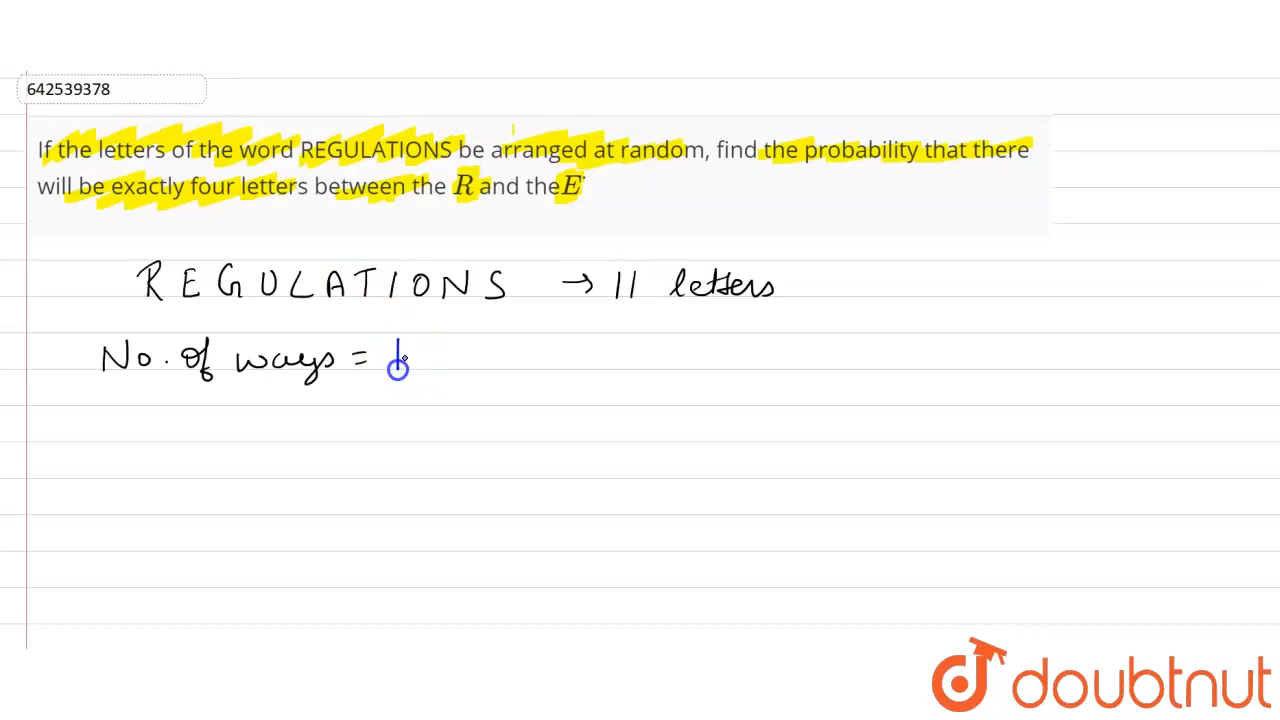 642539378
If the letters of the word REGULATIONS be arranged at random, find the probability that there
will be exactly four letters between the R and the E
R E G U L A T I O N S → 11 letters
No. of ways =
doubtnut